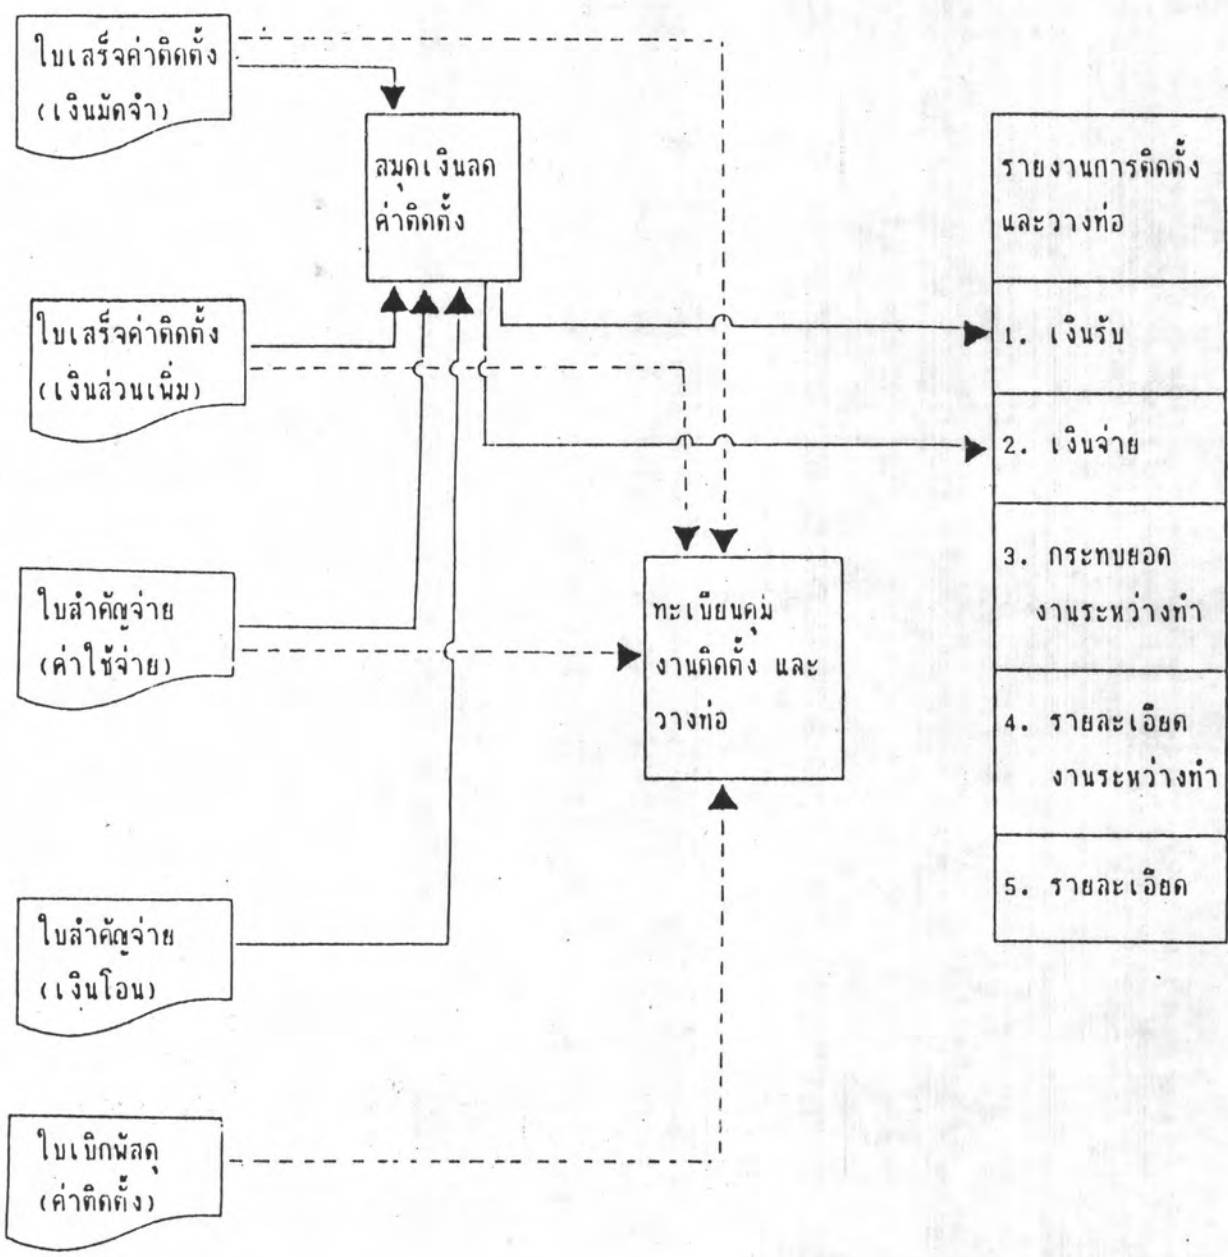 ใบเสร็จค่าติดตั้ง
(เงินมัดจำ)
สมุดเงินสด
ค่าติดตั้ง
ใบเสร็จค่าติดตั้ง
(เงินส่วนเพิ่ม)
ใบสำคัญจ่าย
(ค่าใช้จ่าย)
ใบสำคัญจ่าย
(เงินโอน)
ใบเบิกพัสดุ
(ค่าติดตั้ง)
ทะเบียนคุม
งานติดตั้ง และ
วางท่อ
รายงานการติดตั้ง
และวางท่อ
1. เงินรับ
2. เงินจ่าย
3. กระทบยอด
งานระหว่างทำ
4. รายละเอียด
งานระหว่างทำ
5. รายละเอียด